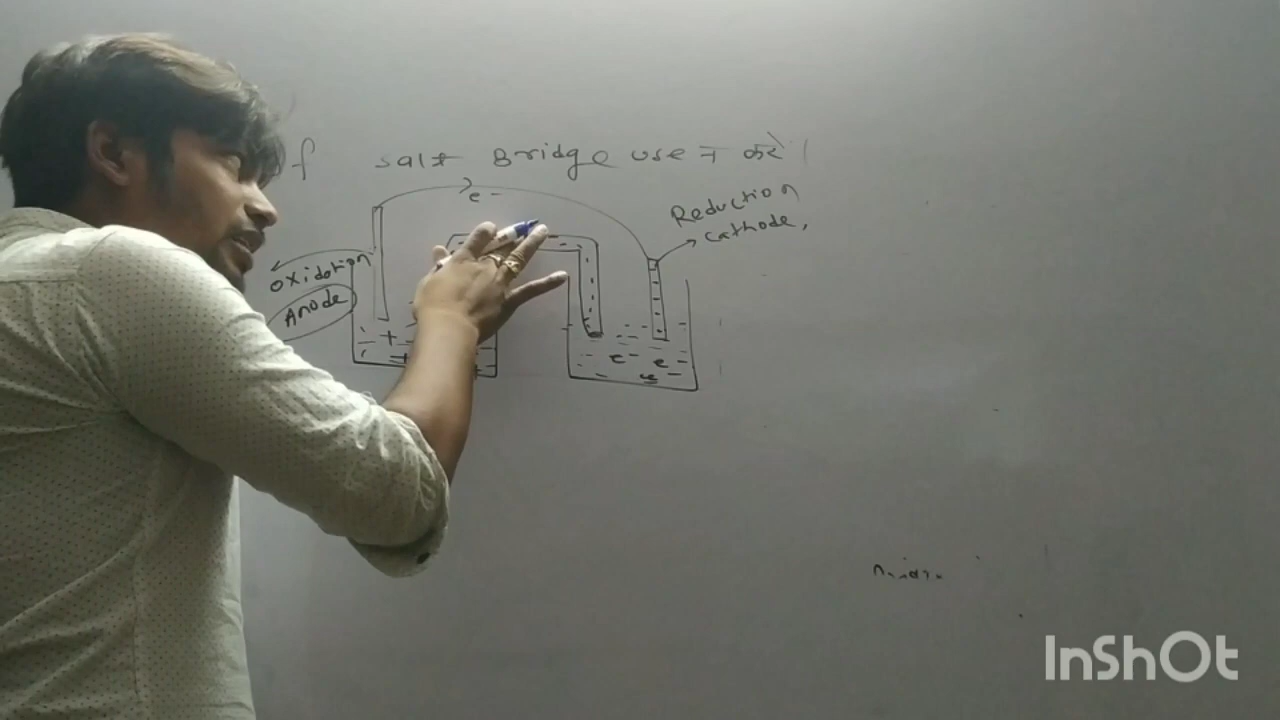 f salt Bridge use न करे
e-
Reduction
cathode,
oxidation
Anode
+
+
e- e-
e
InShOt